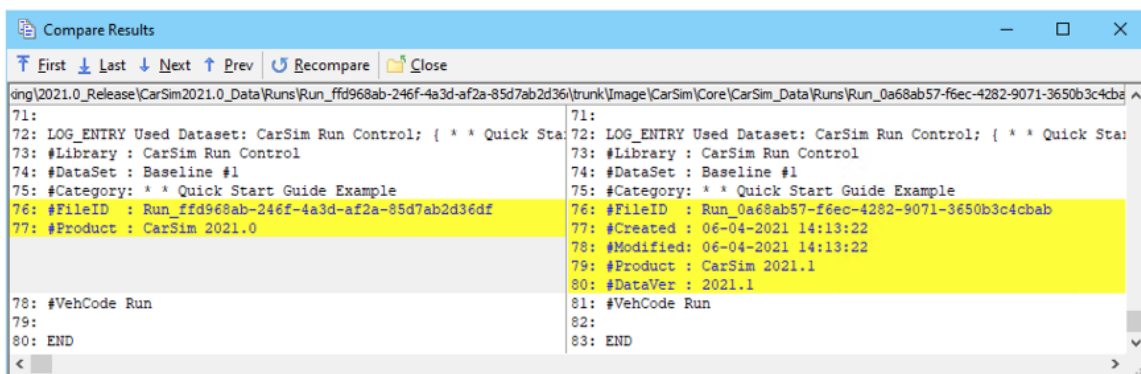 Compare Results
First Last Next Prev Recompare Close
king\2021.0_Release\CarSim2021.0_Data\Runs\Run_ffd968ab-246f-4a3d-af2a-85d7ab2d36
\trunk\Image\CarSim\Core\CarSim_Data\Runs\Run_0a68ab57-f6ec-4282-9071-3650b3c4cba
71:
72: LOG_ENTRY Used Dataset: CarSim Run Control; { * * Quick Sta
73: #Library : CarSim Run Control
74: #DataSet : Baseline #1
75: #Category: * * Quick Start Guide Example
76: #FileID  : Run_ffd968ab-246f-4a3d-af2a-85d7ab2d36df
77: #Product : CarSim 2021.0
78: #VehCode Run
79:
80: END
71:
72: LOG_ENTRY Used Dataset: CarSim Run Control; { * * Quick Star
73: #Library : CarSim Run Control
74: #DataSet : Baseline #1
75: #Category: * * Quick Start Guide Example
76: #FileID  : Run_0a68ab57-f6ec-4282-9071-3650b3c4cbab
77: #Created : 06-04-2021 14:13:22
78: #Modified: 06-04-2021 14:13:22
79: #Product : CarSim 2021.1
80: #DataVer : 2021.1
81: #VehCode Run
82:
83: END